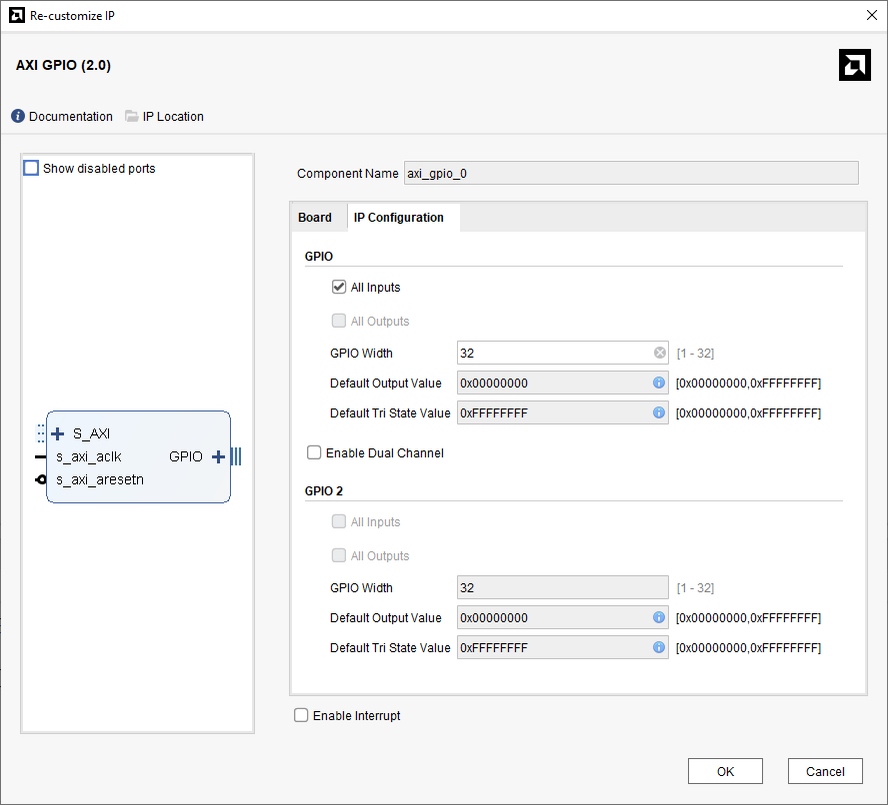 Re-customize IP
AXI GPIO (2.0)
Documentation IP Location
Show disabled ports
S_AXI
s_axi_aclk GPIO
s_axi_aresetn
Component Name axi_gpio_0
Board IP Configuration
GPIO
All Inputs
All Outputs
GPIO Width 32 [1 - 32]
Default Output Value 0x00000000 [0x00000000,0xFFFFFFFF]
Default Tri State Value 0xFFFFFFFF [0x00000000,0xFFFFFFFF]
Enable Dual Channel
GPIO 2
All Inputs
All Outputs
GPIO Width 32 [1 - 32]
Default Output Value 0x00000000 [0x00000000,0xFFFFFFFF]
Default Tri State Value 0xFFFFFFFF [0x00000000,0xFFFFFFFF]
Enable Interrupt
OK Cancel